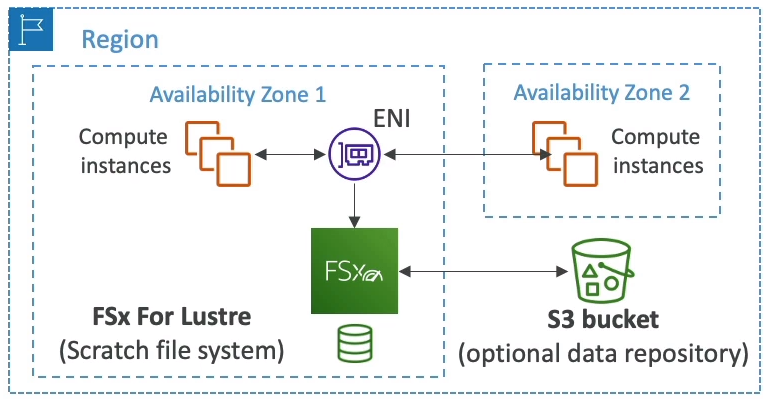 Region
Availability Zone 1
Availability Zone 2
Compute
instances
ENI
Compute
instances
FSx
FSx For Lustre
(Scratch file system)
S3 bucket
(optional data repository)